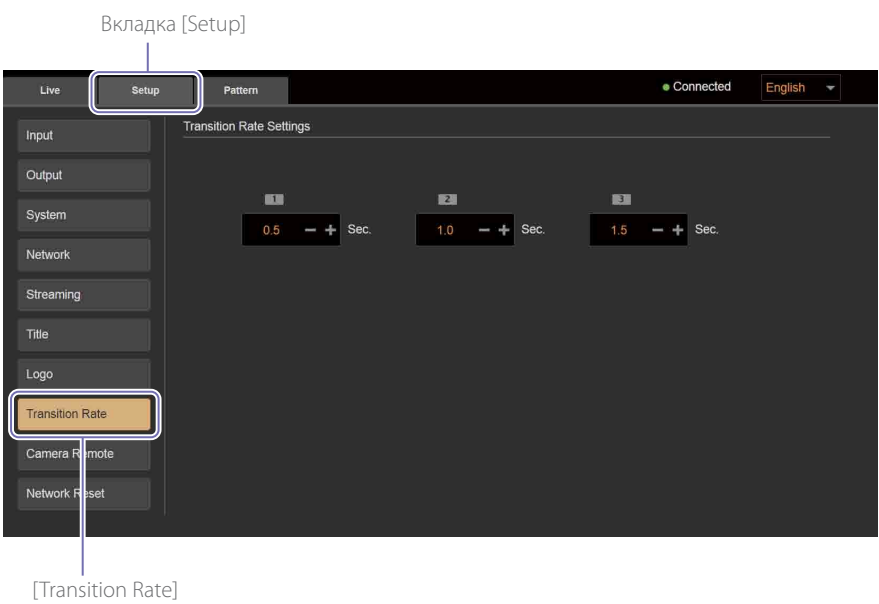 Вкладка [Setup]
Live Setup Pattern Connected English
Input
Output
System
Network
Streaming
Title
Logo
Transition Rate
Camera Remote
Network Reset
Transition Rate Settings
1 2 3
0.5 − + Sec. 1.0 − + Sec. 1.5 − + Sec.
[Transition Rate]